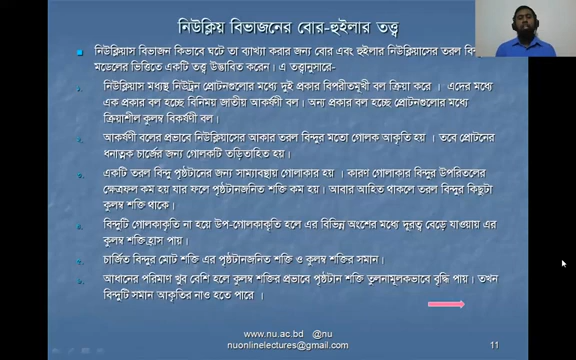 নিউক্লিয় বিভাজনের বোর-হুইলার তত্ত্ব
নিউক্লিয়াস বিভাজন কিভাবে ঘটে তা ব্যাখ্যা করার জন্য বোর এবং হুইলার নিউক্লিয়াসের তরল
মডেলের ভিত্তিতে একটি তত্ত্ব উদ্ভাবিত করেন। এ তত্ত্বানুসারে-
নিউক্লিয়াস মধ্যস্থ নিউট্রন প্রোটনগুলোর মধ্যে দুই প্রকার বিপরীতমুখী বল ক্রিয়া করে । এদের মধ্যে
এক প্রকার বল হচ্ছে বিনিময় জাতীয় আকর্ষণী বল। অন্য প্রকার বল হচ্ছে প্রোটনগুলোর মধ্যে
ক্রিয়াশীল কুলম্ব বিকর্ষণী বল।
আকর্ষণী বলের প্রভাবে নিউক্লিয়াসের আকার তরল বিন্দুর মতো গোলক আকৃতি হয় । তবে প্রোটনের
ধনাত্মক চার্জের জন্য গোলকটি তড়িতাহিত হয়।
একটি তরল বিন্দু পৃষ্ঠটানের জন্য সাম্যাবস্থায় গোলাকার হয় । কারণ গোলাকার বিন্দুর উপরিতলের
ক্ষেত্রফল কম হয় যার ফলে পৃষ্ঠটানজনিত শক্তি কম হয়। আবার আহিত থাকলে তরল বিন্দুর কিছুটা
কুলম্ব শক্তি থাকে।
বিন্দুটি গোলকাকৃতি না হয়ে উপ-গোলকাকৃতি হলে এর বিভিন্ন অংশের মধ্যে দূরত্ব বেড়ে যাওয়ায় এর
কুলম্ব শক্তি হ্রাস পায়।
চার্জিত বিন্দুর মোট শক্তি এর পৃষ্ঠটানজনিত শক্তি ও কুলম্ব শক্তির সমান।
আধানের পরিমাণ খুব বেশি হলে কুলম্ব শক্তির প্রভাবে পৃষ্ঠটান শক্তি তুলনামূলকভাবে বৃদ্ধি পায়। তখন
বিন্দুটি সমান আকৃতির নাও হতে পারে ।
www.nu.ac.bd @nu
nuonlinelectures@gmail.com
11